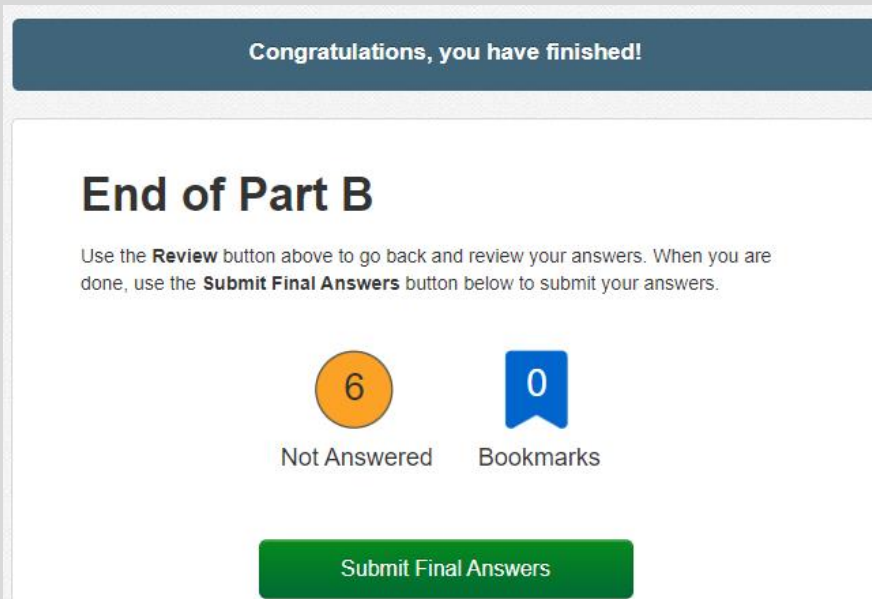 Congratulations, you have finished!
End of Part B
Use the Review button above to go back and review your answers. When you are
done, use the Submit Final Answers button below to submit your answers.
6
0
Not Answered
Bookmarks
Submit Final Answers